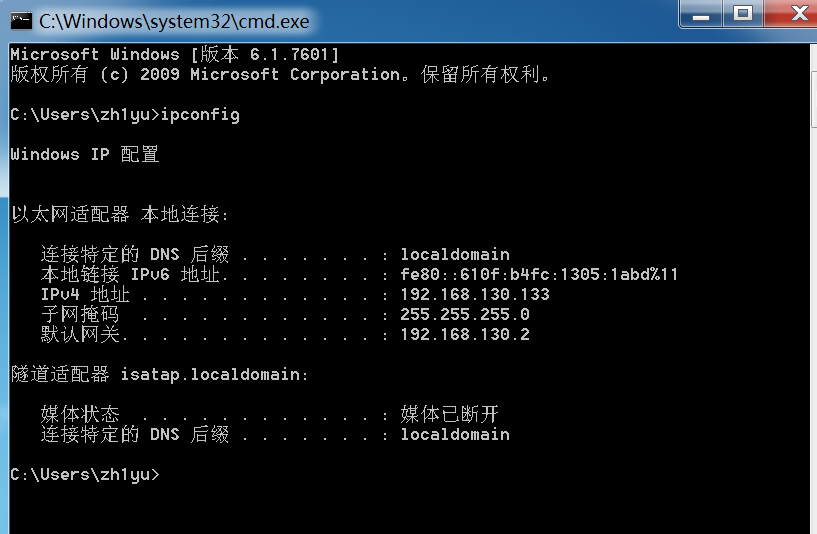 C:\Windows\system32\cmd.exe
Microsoft Windows [版本 6.1.7601]
版权所有 (c) 2009 Microsoft Corporation。保留所有权利。
C:\Users\zh1yu>ipconfig
Windows IP 配置
以太网适配器 本地连接:
连接特定的 DNS 后缀 . . . . . . . : localdomain
本地链接 IPv6 地址. . . . . . . . : fe80::610f:b4fc:1305:1abd%11
IPv4 地址 . . . . . . . . . . . . : 192.168.130.133
子网掩码  . . . . . . . . . . . . : 255.255.255.0
默认网关. . . . . . . . . . . . . : 192.168.130.2
隧道适配器 isatap.localdomain:
媒体状态  . . . . . . . . . . . . : 媒体已断开
连接特定的 DNS 后缀 . . . . . . . : localdomain
C:\Users\zh1yu>